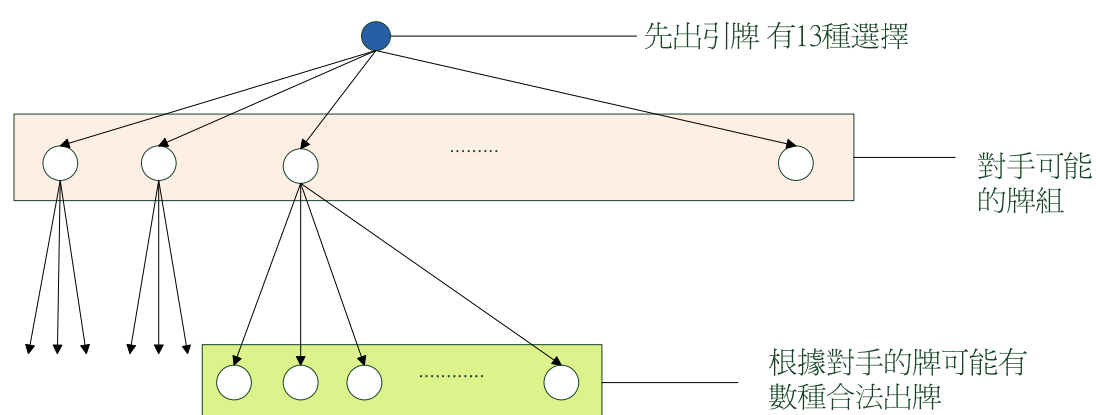 先出引牌 有13種選擇
.........
對手可能
的牌組
............
根據對手的牌可能有
數種合法出牌